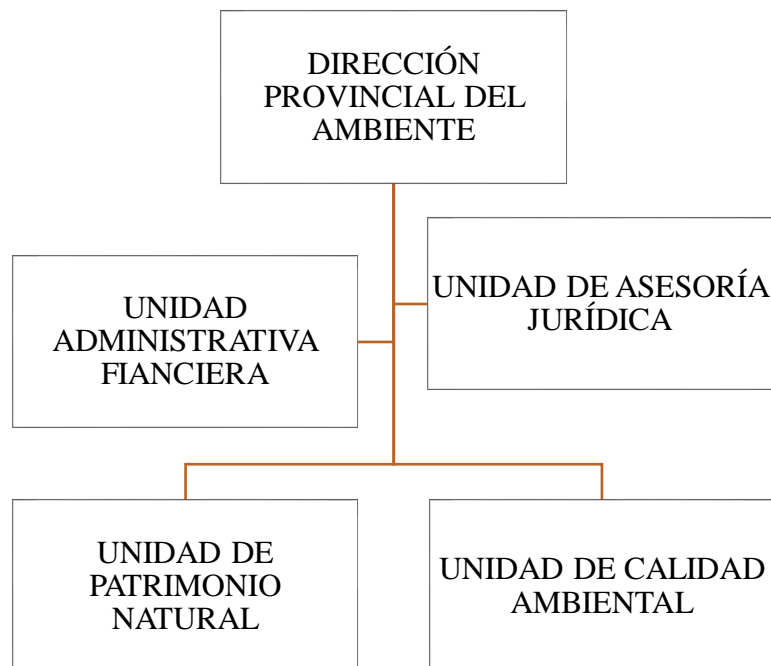 DIRECCIÓN
PROVINCIAL DEL
AMBIENTE
UNIDAD DE ASESORÍA
JURÍDICA
UNIDAD
ADMINISTRATIVA
FIANCIERA
UNIDAD DE
PATRIMONIO
NATURAL
UNIDAD DE CALIDAD
AMBIENTAL